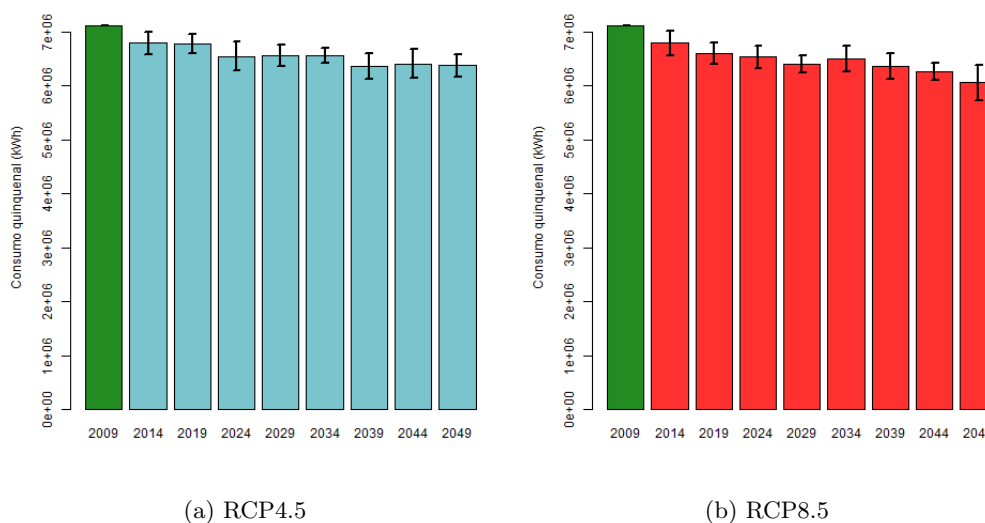 Consumo quinquenal (kWh)
7e+06
6e+06
5e+06
4e+06
3e+06
2e+06
1e+06
0e+00
2009 2014 2019 2024 2029 2034 2039 2044 2049
(a) RCP4.5
Consumo quinquenal (kWh)
7e+06
6e+06
5e+06
4e+06
3e+06
2e+06
1e+06
0e+00
2009 2014 2019 2024 2029 2034 2039 2044 204
(b) RCP8.5